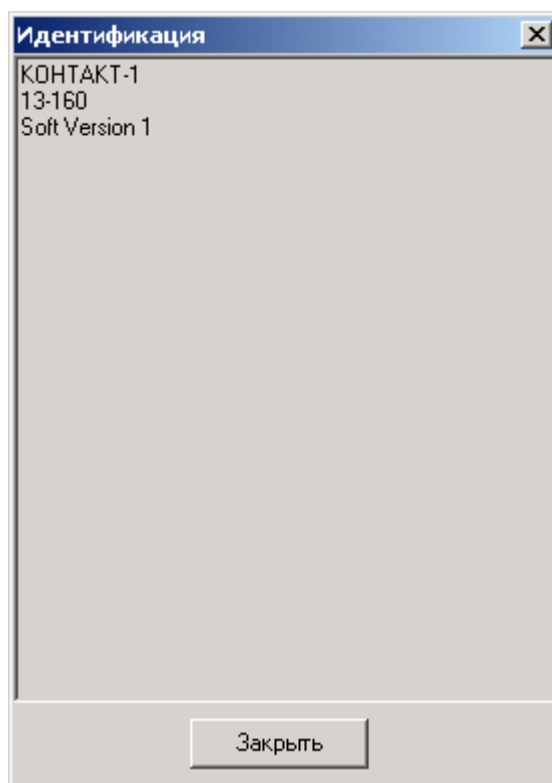 Идентификация
КОНТАКТ-1
13-160
Soft Version 1
Закрыть